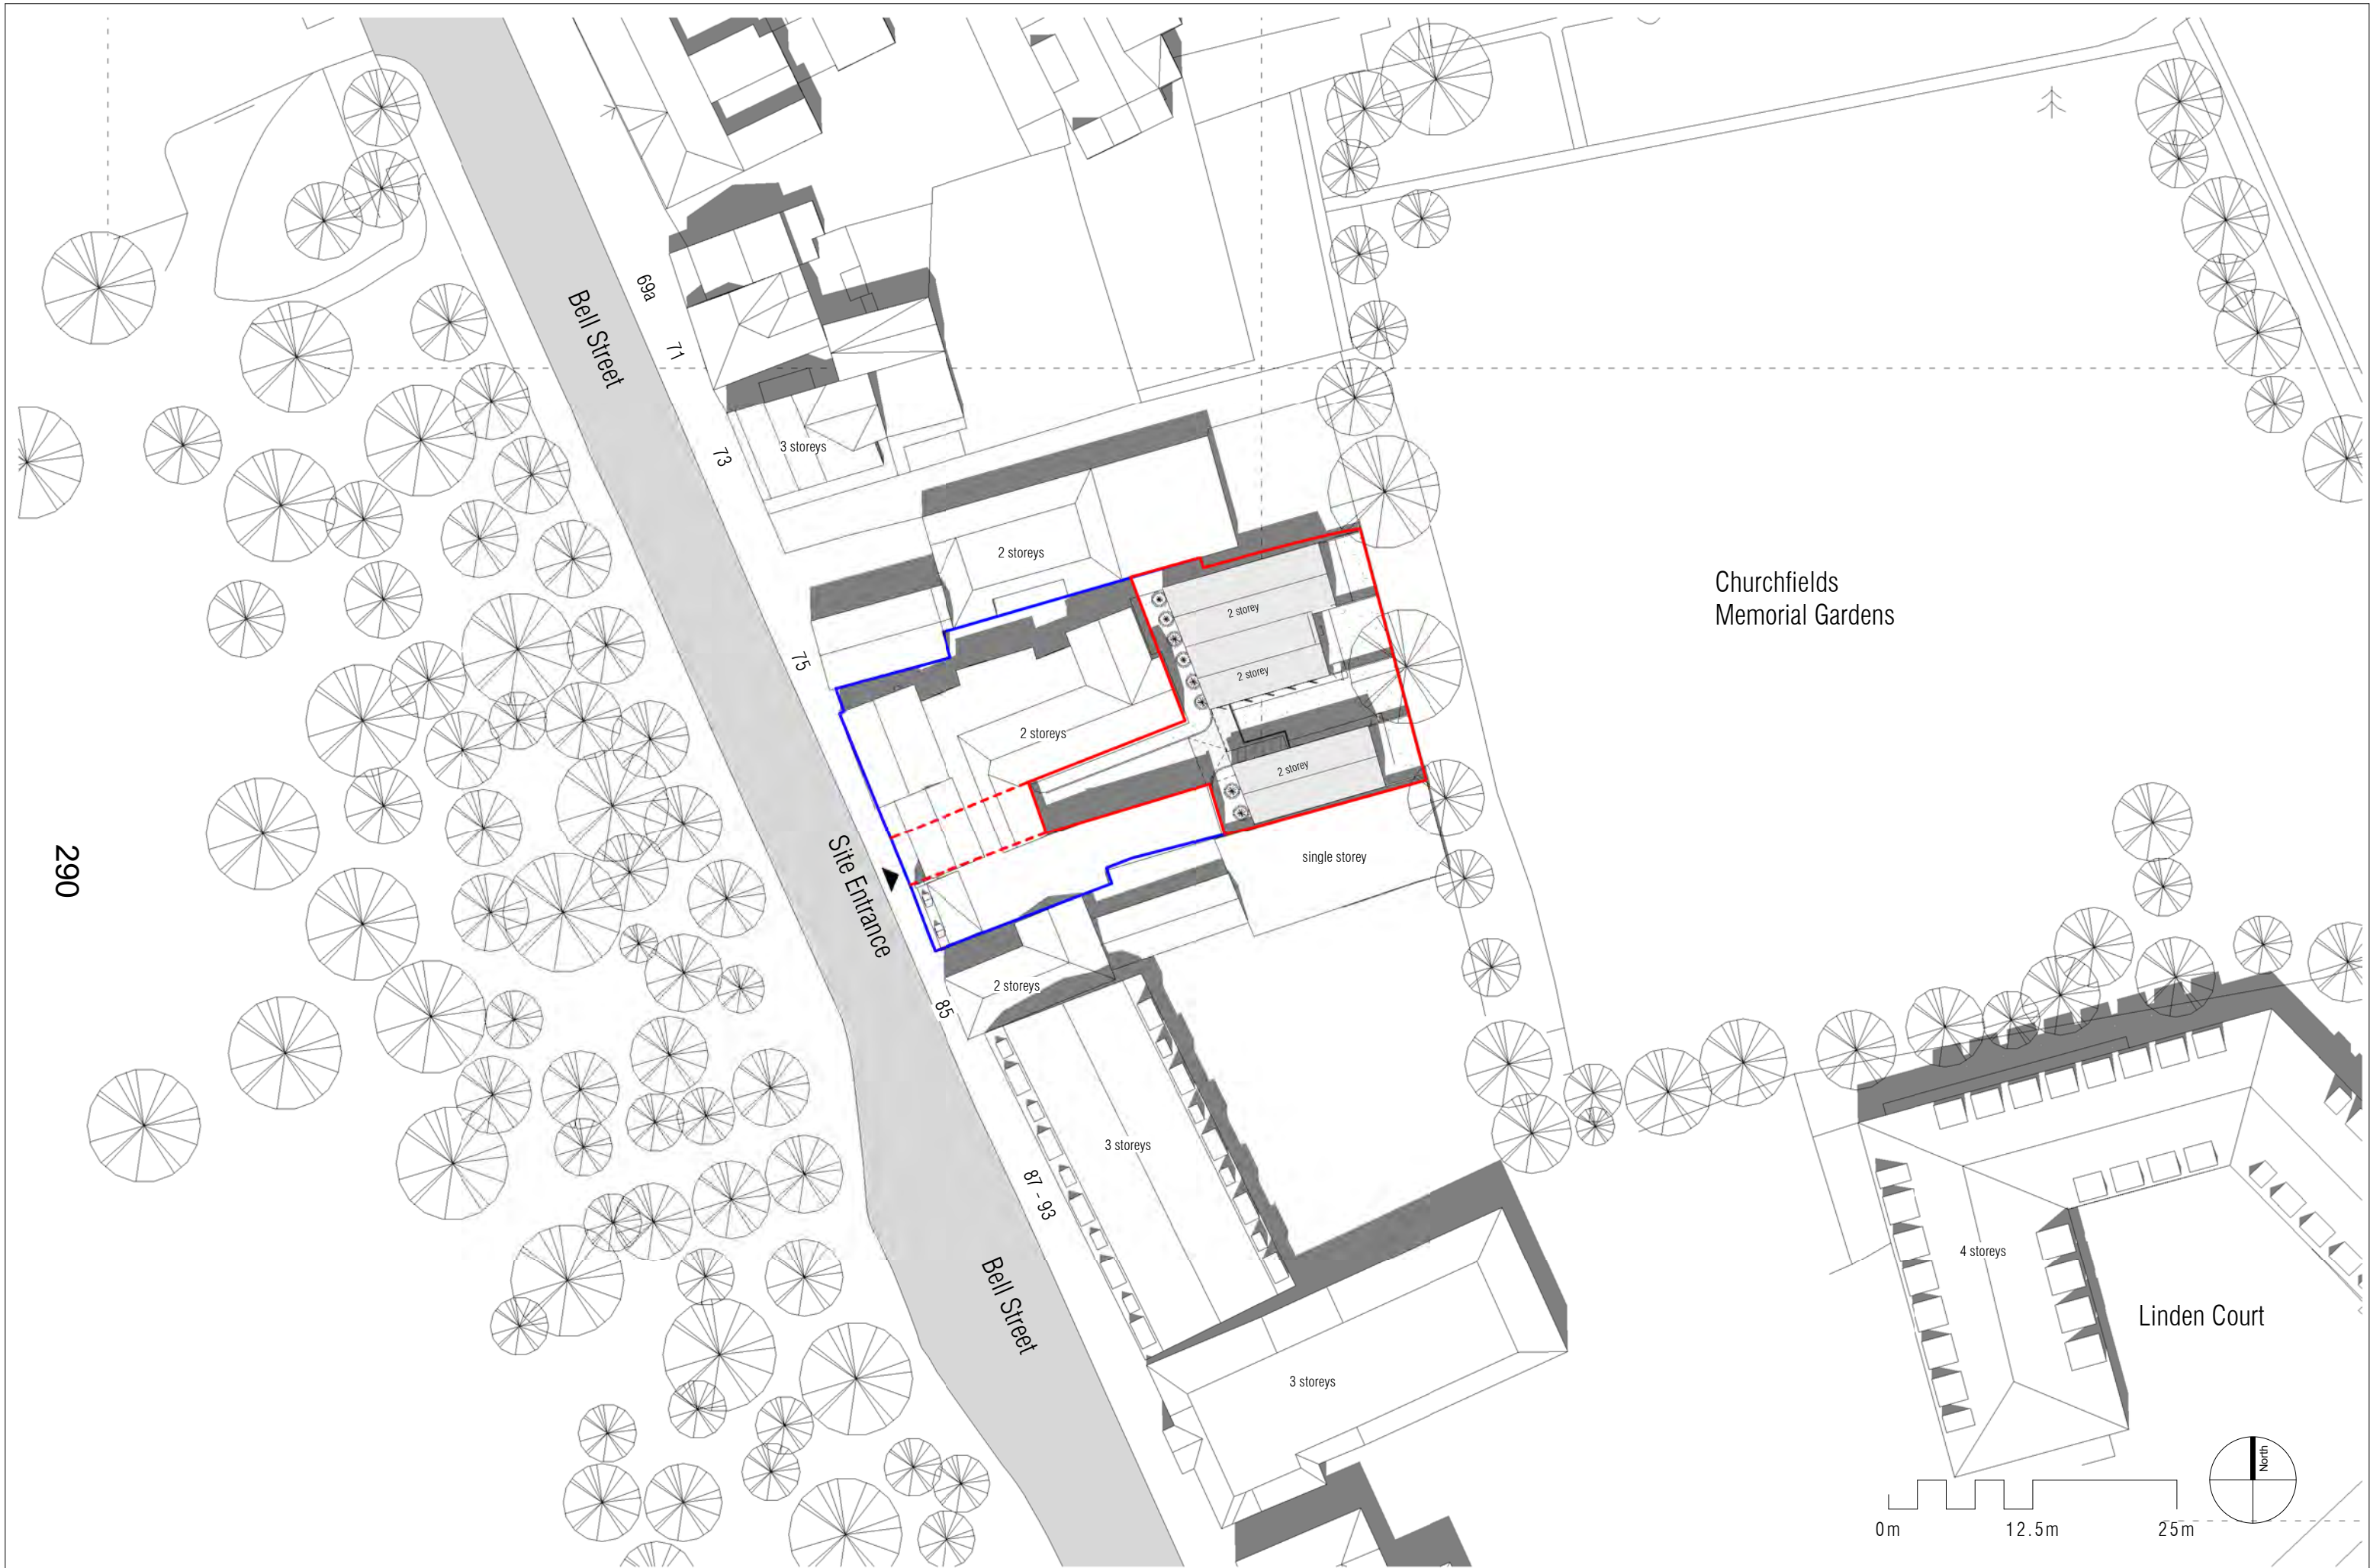 Bell Street
69a
71
73
3 storeys
2 storeys
75
2 storey
2 storey
2 storeys
2 storey
Churchfields
Memorial Gardens
Site Entrance
single storey
290
2 storeys
85
3 storeys
87 - 93
Bell Street
3 storeys
4 storeys
Linden Court
North
0m 12.5m 25m